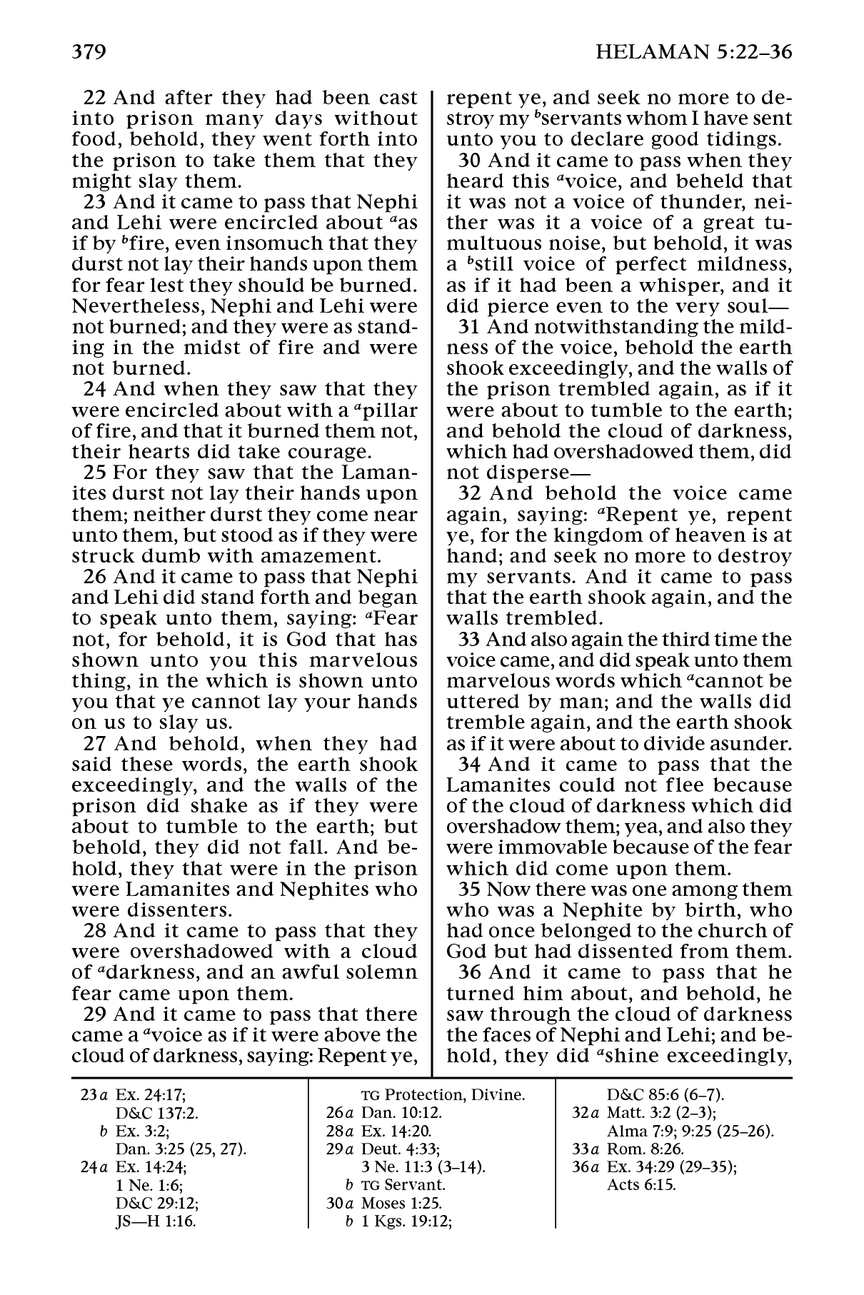 379
HELAMAN 5:22–36
22 And after they had been cast
into prison many days without
food, behold, they went forth into
the prison to take them that they
might slay them.
23 And it came to pass that Nephi
and Lehi were encircled about aas
if by bfire, even insomuch that they
durst not lay their hands upon them
for fear lest they should be burned.
Nevertheless, Nephi and Lehi were
not burned; and they were as stand-
ing in the midst of fire and were
not burned.
24 And when they saw that they
were encircled about with a apillar
of fire, and that it burned them not,
their hearts did take courage.
25 For they saw that the Laman-
ites durst not lay their hands upon
them; neither durst they come near
unto them, but stood as if they were
struck dumb with amazement.
26 And it came to pass that Nephi
and Lehi did stand forth and began
to speak unto them, saying: aFear
not, for behold, it is God that has
shown unto you this marvelous
thing, in the which is shown unto
you that ye cannot lay your hands
on us to slay us.
27 And behold, when they had
said these words, the earth shook
exceedingly, and the walls of the
prison did shake as if they were
about to tumble to the earth; but
behold, they did not fall. And be-
hold, they that were in the prison
were Lamanites and Nephites who
were dissenters.
28 And it came to pass that they
were overshadowed with a cloud
of adarkness, and an awful solemn
fear came upon them.
29 And it came to pass that there
came a avoice as if it were above the
cloud of darkness, saying: Repent ye,
repent ye, and seek no more to de-
stroy my bservants whom I have sent
unto you to declare good tidings.
30 And it came to pass when they
heard this avoice, and beheld that
it was not a voice of thunder, nei-
ther was it a voice of a great tu-
multuous noise, but behold, it was
a bstill voice of perfect mildness,
as if it had been a whisper, and it
did pierce even to the very soul—
31 And notwithstanding the mild-
ness of the voice, behold the earth
shook exceedingly, and the walls of
the prison trembled again, as if it
were about to tumble to the earth;
and behold the cloud of darkness,
which had overshadowed them, did
not disperse—
32 And behold the voice came
again, saying: aRepent ye, repent
ye, for the kingdom of heaven is at
hand; and seek no more to destroy
my servants. And it came to pass
that the earth shook again, and the
walls trembled.
33 And also again the third time the
voice came, and did speak unto them
marvelous words which acannot be
uttered by man; and the walls did
tremble again, and the earth shook
as if it were about to divide asunder.
34 And it came to pass that the
Lamanites could not flee because
of the cloud of darkness which did
overshadow them; yea, and also they
were immovable because of the fear
which did come upon them.
35 Now there was one among them
who was a Nephite by birth, who
had once belonged to the church of
God but had dissented from them.
36 And it came to pass that he
turned him about, and behold, he
saw through the cloud of darkness
the faces of Nephi and Lehi; and be-
hold, they did ashine exceedingly,
23a Ex. 24:17;
D&C 137:2.
b Ex. 3:2;
Dan. 3:25 (25, 27).
24a Ex. 14:24;
1 Ne. 1:6;
D&C 29:12;
JS—H 1:16.
TG Protection, Divine.
26a Dan. 10:12.
28a Ex. 14:20.
29a Deut. 4:33;
3 Ne. 11:3 (3–14).
b TG Servant.
30a Moses 1:25.
b 1 Kgs. 19:12;
D&C 85:6 (6–7).
32a Matt. 3:2 (2–3);
Alma 7:9; 9:25 (25–26).
33a Rom. 8:26.
36a Ex. 34:29 (29–35);
Acts 6:15.